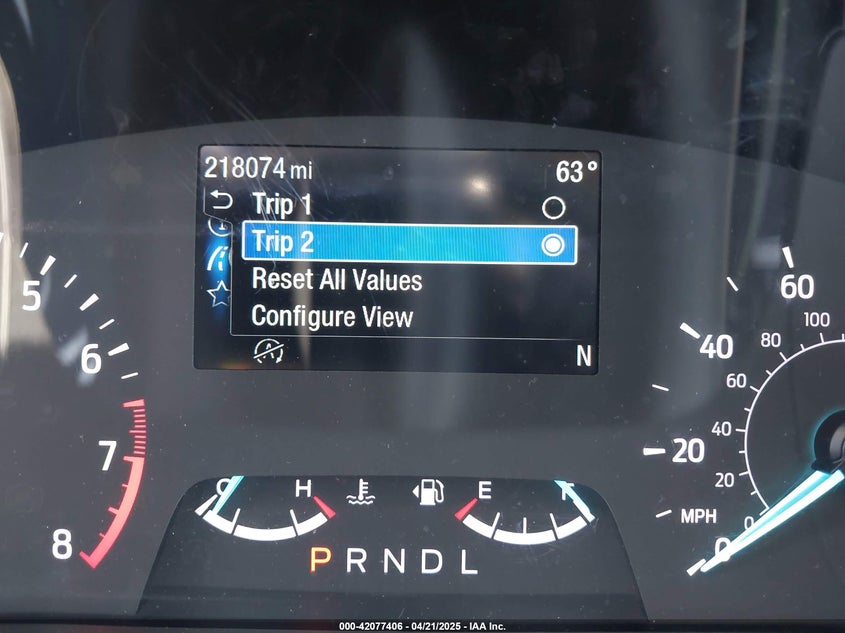 218074 mi 63°
Trip 1
Trip 2
Reset All Values
Configure View
N
5
6
7
8
60
40
20
0
100
80
60
40
20
0
MPH
C H E F
P R N D L
000-42077406 - 04/21/2025 - IAA Inc.